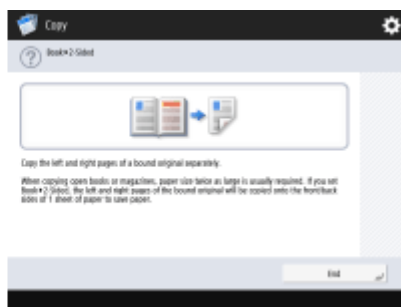 Copy
Book▸2-Sided
Copy the left and right pages of a bound original separately.
When copying open books or magazines, paper size twice as large is usually required. If you set
Book▸2-Sided, the left and right pages of the bound original will be copied onto the front/back
sides of 1 sheet of paper to save paper.
End